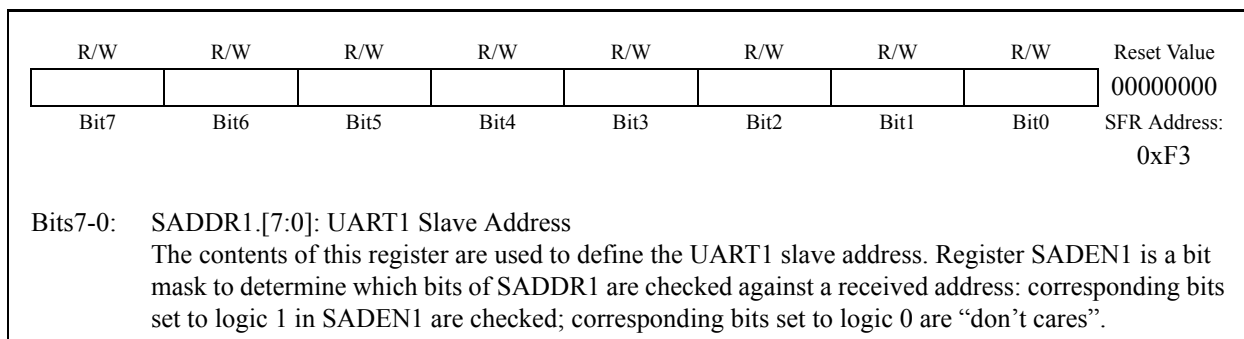 R/W R/W R/W R/W R/W R/W R/W R/W Reset Value
00000000
Bit7 Bit6 Bit5 Bit4 Bit3 Bit2 Bit1 Bit0 SFR Address:
0xF3
Bits7-0: SADDR1.[7:0]: UART1 Slave Address
The contents of this register are used to define the UART1 slave address. Register SADEN1 is a bit
mask to determine which bits of SADDR1 are checked against a received address: corresponding bits
set to logic 1 in SADEN1 are checked; corresponding bits set to logic 0 are “don’t cares”.